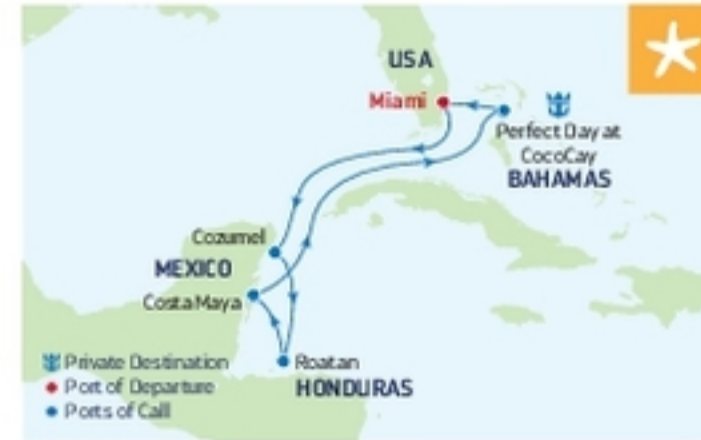 USA
Miami
Perfect Day at
CocoCay
BAHAMAS
Cozumel
MEXICO
Costa Maya
Roatan
HONDURAS
Private Destination
Port of Departure
Ports of Call